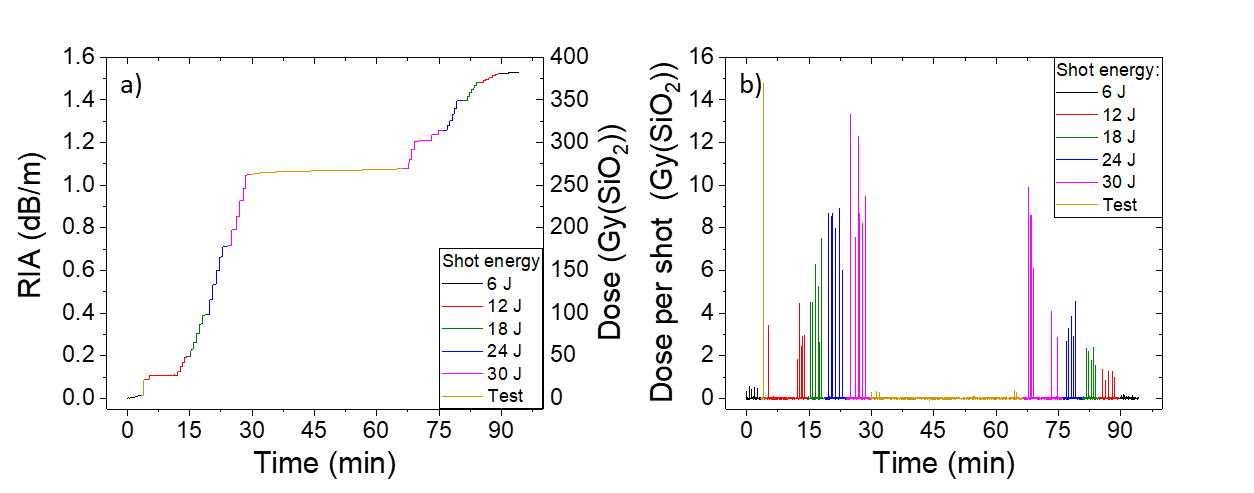 a)
RIA (dB/m)
1.6
1.4
1.2
1.0
0.8
0.6
0.4
0.2
0.0
0 15 30 45 60 75 90
Time (min)
400
350
300
250
200
150
100
50
0
Dose (Gy(SiO2))
Shot energy
6 J
12 J
18 J
24 J
30 J
Test
b)
Dose per shot (Gy(SiO2))
16
14
12
10
8
6
4
2
0
0 15 30 45 60 75 90
Time (min)
Shot energy:
6 J
12 J
18 J
24 J
30 J
Test